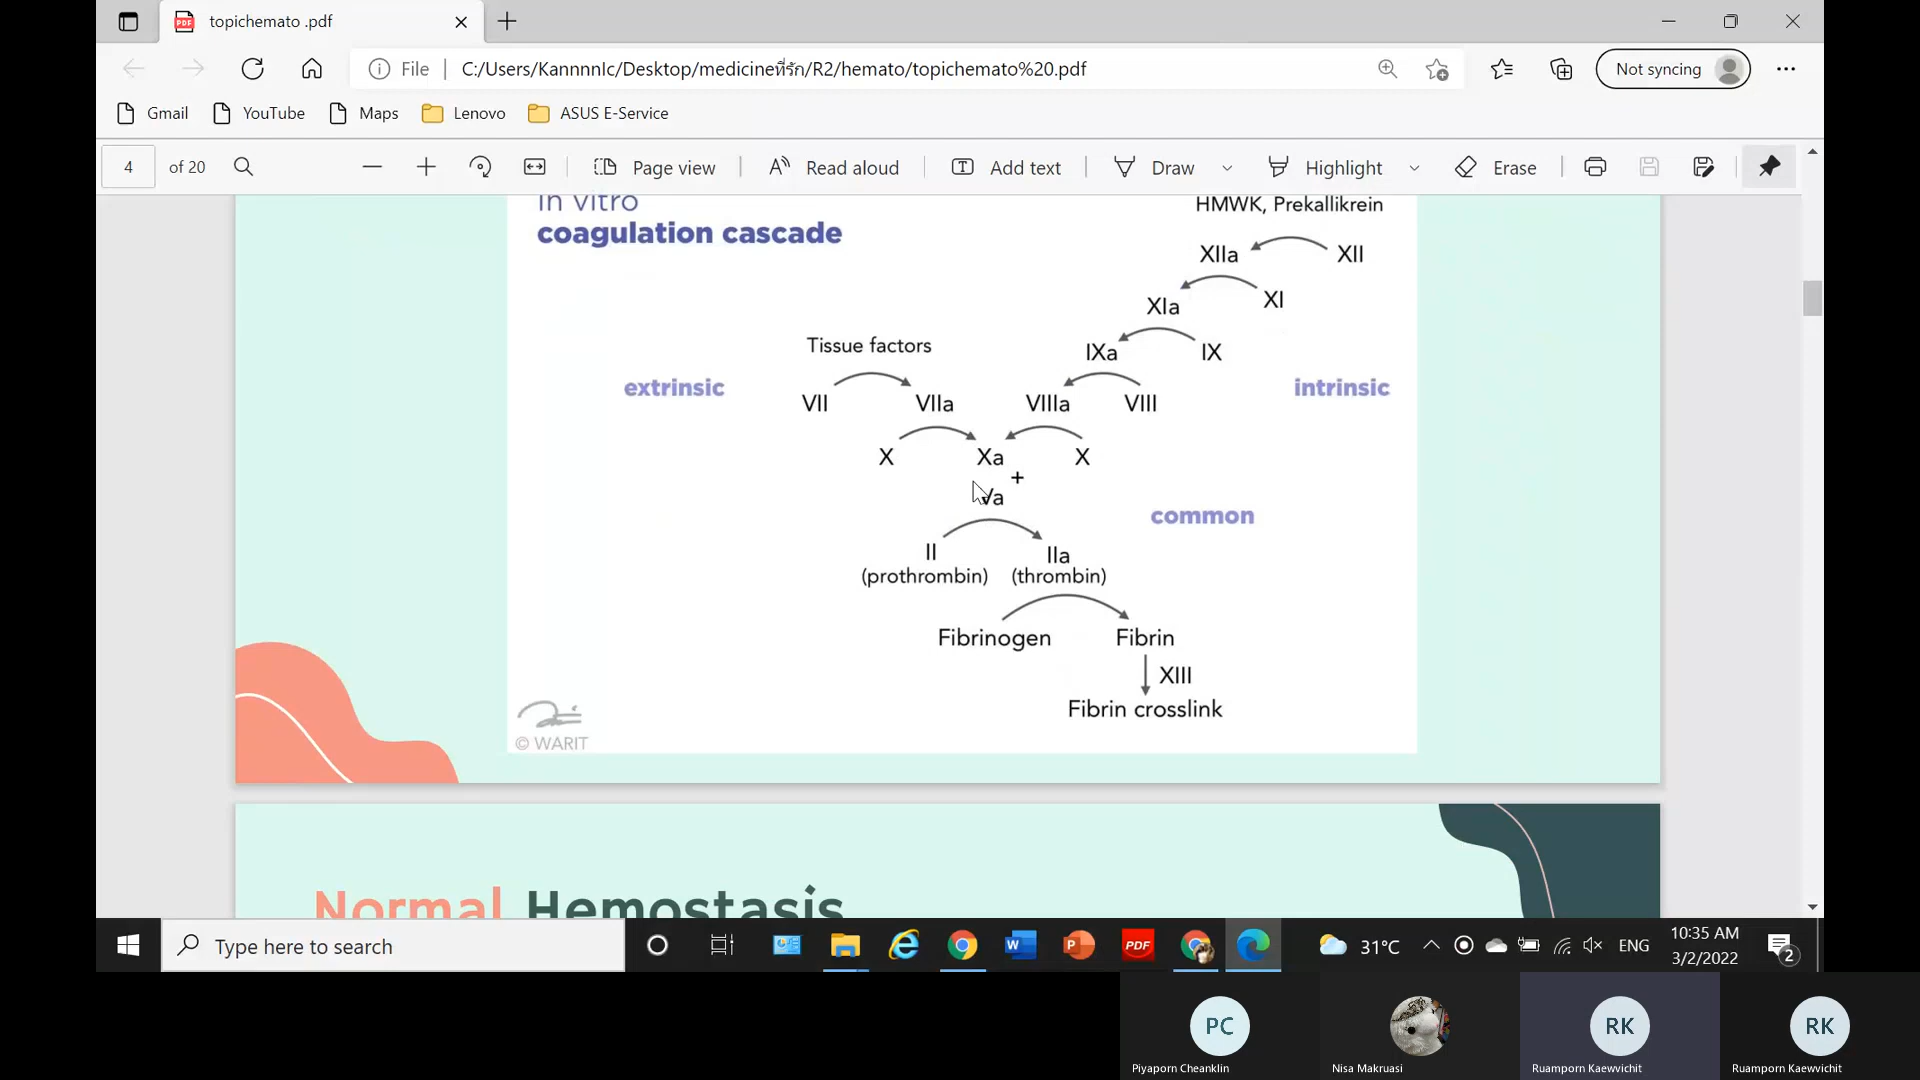 topichemato .pdf
File | C:/Users/KannnnIc/Desktop/medicineที่รัก/R2/hemato/topichemato%20.pdf
Not syncing
Gmail YouTube Maps Lenovo ASUS E-Service
4 of 20 Page view Read aloud Add text Draw Highlight Erase
In vitro
coagulation cascade
HMWK, Prekallikrein
XIIa XII
XIa XI
IXa IX
Tissue factors
extrinsic
intrinsic
VII VIIa VIIIa VIII
X Xa X
+
Va
common
II IIa
(prothrombin) (thrombin)
Fibrinogen Fibrin
XIII
Fibrin crosslink
© WARIT
Normal Hemostasis
Type here to search
31°C
ENG
10:35 AM
3/2/2022
2
PDF
PC RK RK
Piyaporn Cheanklin Nisa Makruasi Ruamporn Kaewvichit Ruamporn Kaewvichit